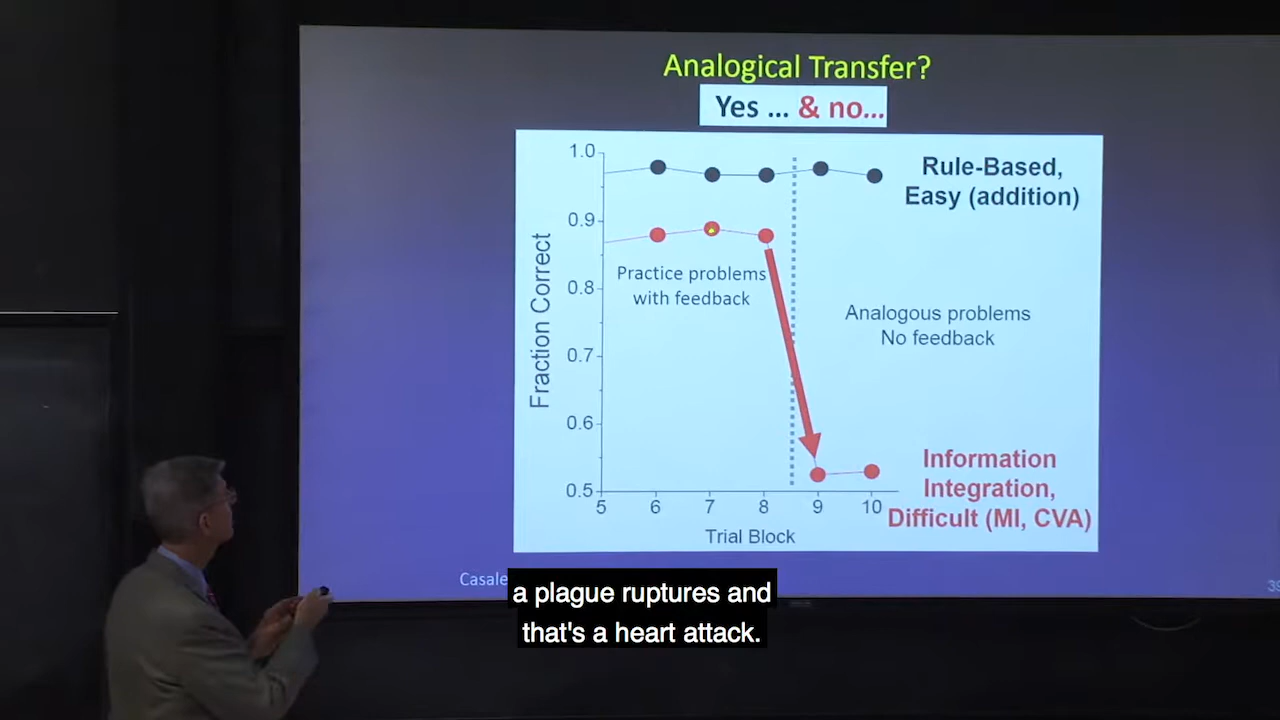 Analogical Transfer?
Yes ... & no...
1.0
0.9
0.8
0.7
0.6
0.5
Fraction Correct
Rule-Based,
Easy (addition)
Practice problems
with feedback
Analogous problems
No feedback
Information
Integration,
Difficult (MI, CVA)
5 6 7 8 9 10
Trial Block
Casale
39
a plague ruptures and
that's a heart attack.